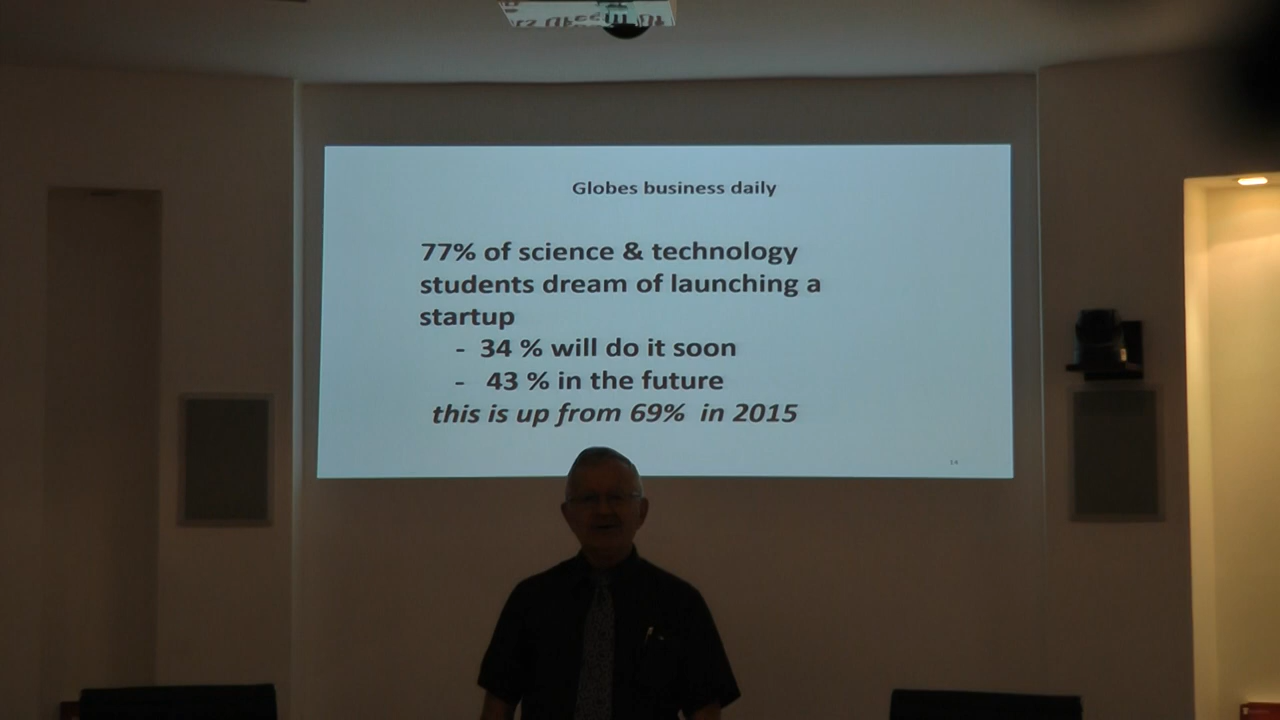 Globes business daily
77% of science & technology
students dream of launching a
startup
- 34 % will do it soon
- 43 % in the future
this is up from 69% in 2015
14